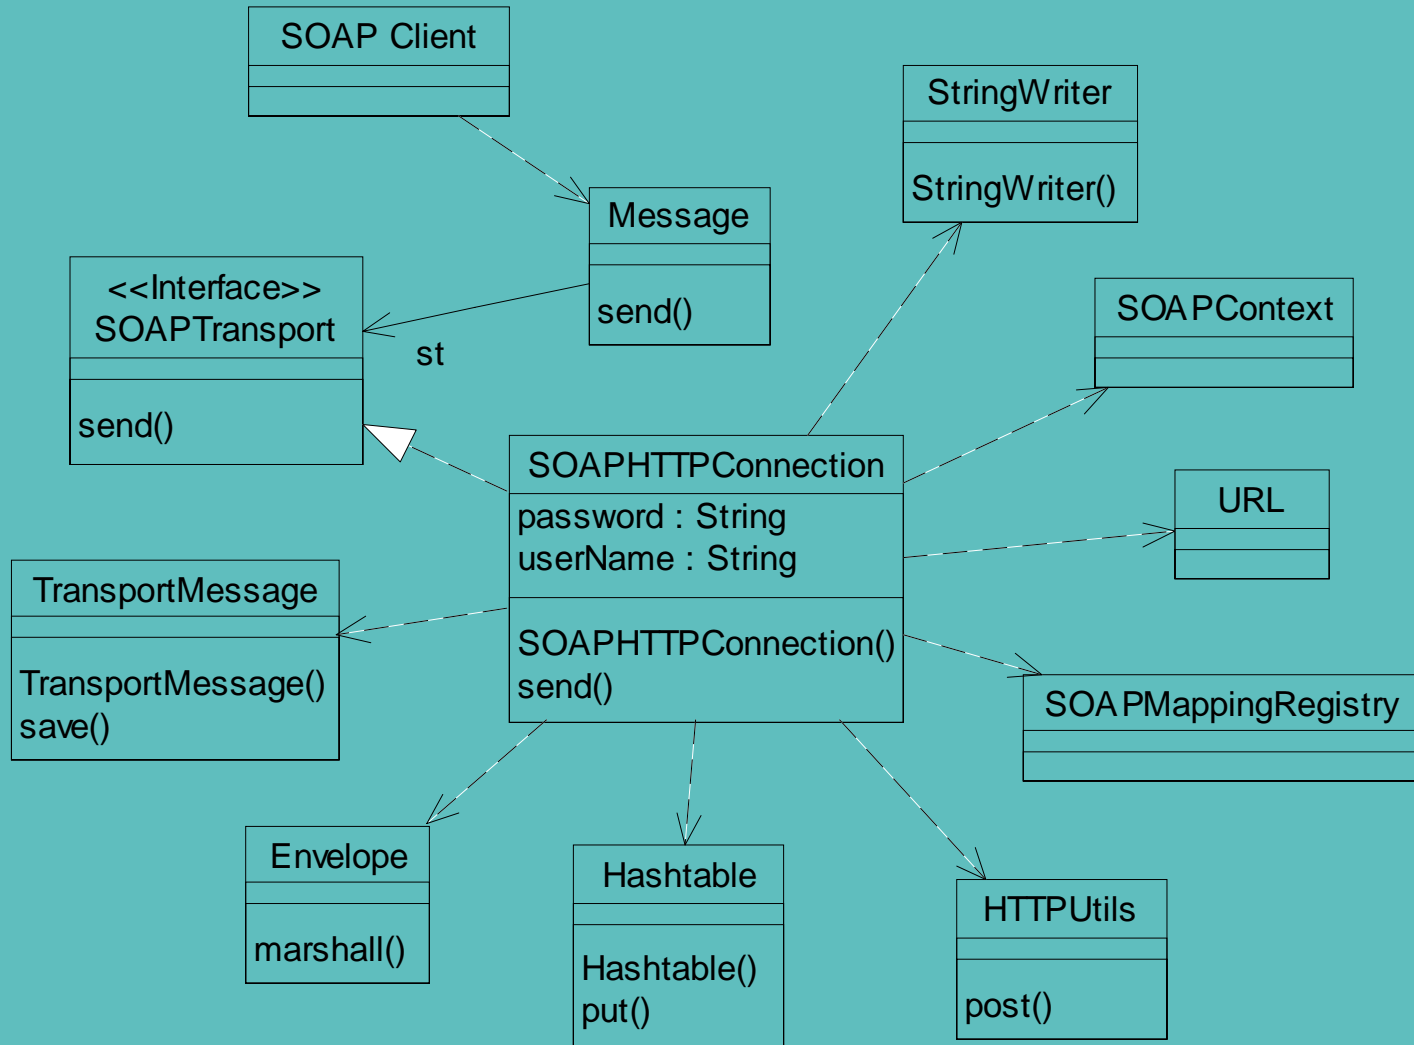 SOAP Client
StringWriter
StringWriter()
Message
send()
<<Interface>>
SOAPTransport
send()
st
SOAPContext
SOAPHTTPConnection
password : String
userName : String
SOAPHTTPConnection()
send()
URL
TransportMessage
TransportMessage()
save()
SOAPMappingRegistry
Envelope
marshall()
Hashtable
Hashtable()
put()
HTTPUtils
post()